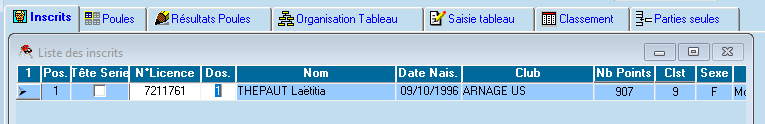 Inscrits Poules Résultats Poules Organisation Tableau Saisie tableau Classement Parties seules
Liste des inscrits
1 Pos. Tête Serie N°Licence Dos. Nom Date Nais. Club Nb Points Clst Sexe
1 7211761 1 THEPAUT Laëtitia 09/10/1996 ARNAGE US 907 9 F Mo